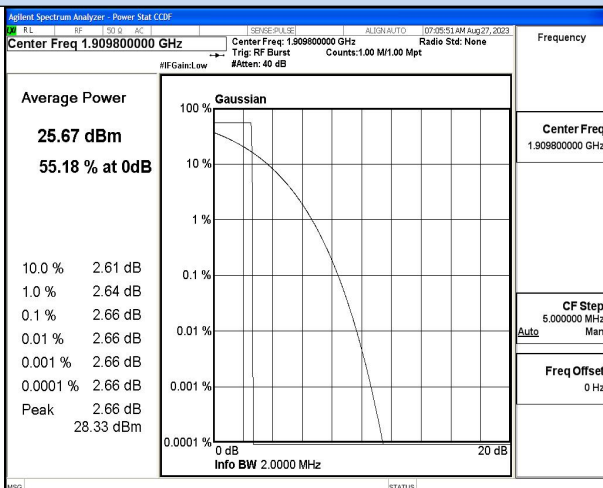 Agilent Spectrum Analyzer - Power Stat CCDF
RL RF 50 Ω AC SENSE:PULSE ALIGN AUTO 07:05:51 AM Aug 27, 2023
Center Freq 1.909800000 GHz
Center Freq: 1.909800000 GHz Radio Std: None
Trig: RF Burst Counts:1.00 M/1.00 Mpt
#IFGain:Low #Atten: 40 dB
Frequency
Average Power
25.67 dBm
55.18 % at 0dB
10.0 % 2.61 dB
1.0 % 2.64 dB
0.1 % 2.66 dB
0.01 % 2.66 dB
0.001 % 2.66 dB
0.0001 % 2.66 dB
Peak 2.66 dB
28.33 dBm
Gaussian
100 %
10 %
1 %
0.1 %
0.01 %
0.001 %
0.0001 %
0 dB 20 dB
Info BW 2.0000 MHz
Center Freq
1.909800000 GHz
CF Step
5.000000 MHz
Auto Man
Freq Offset
0 Hz
MSG STATUS